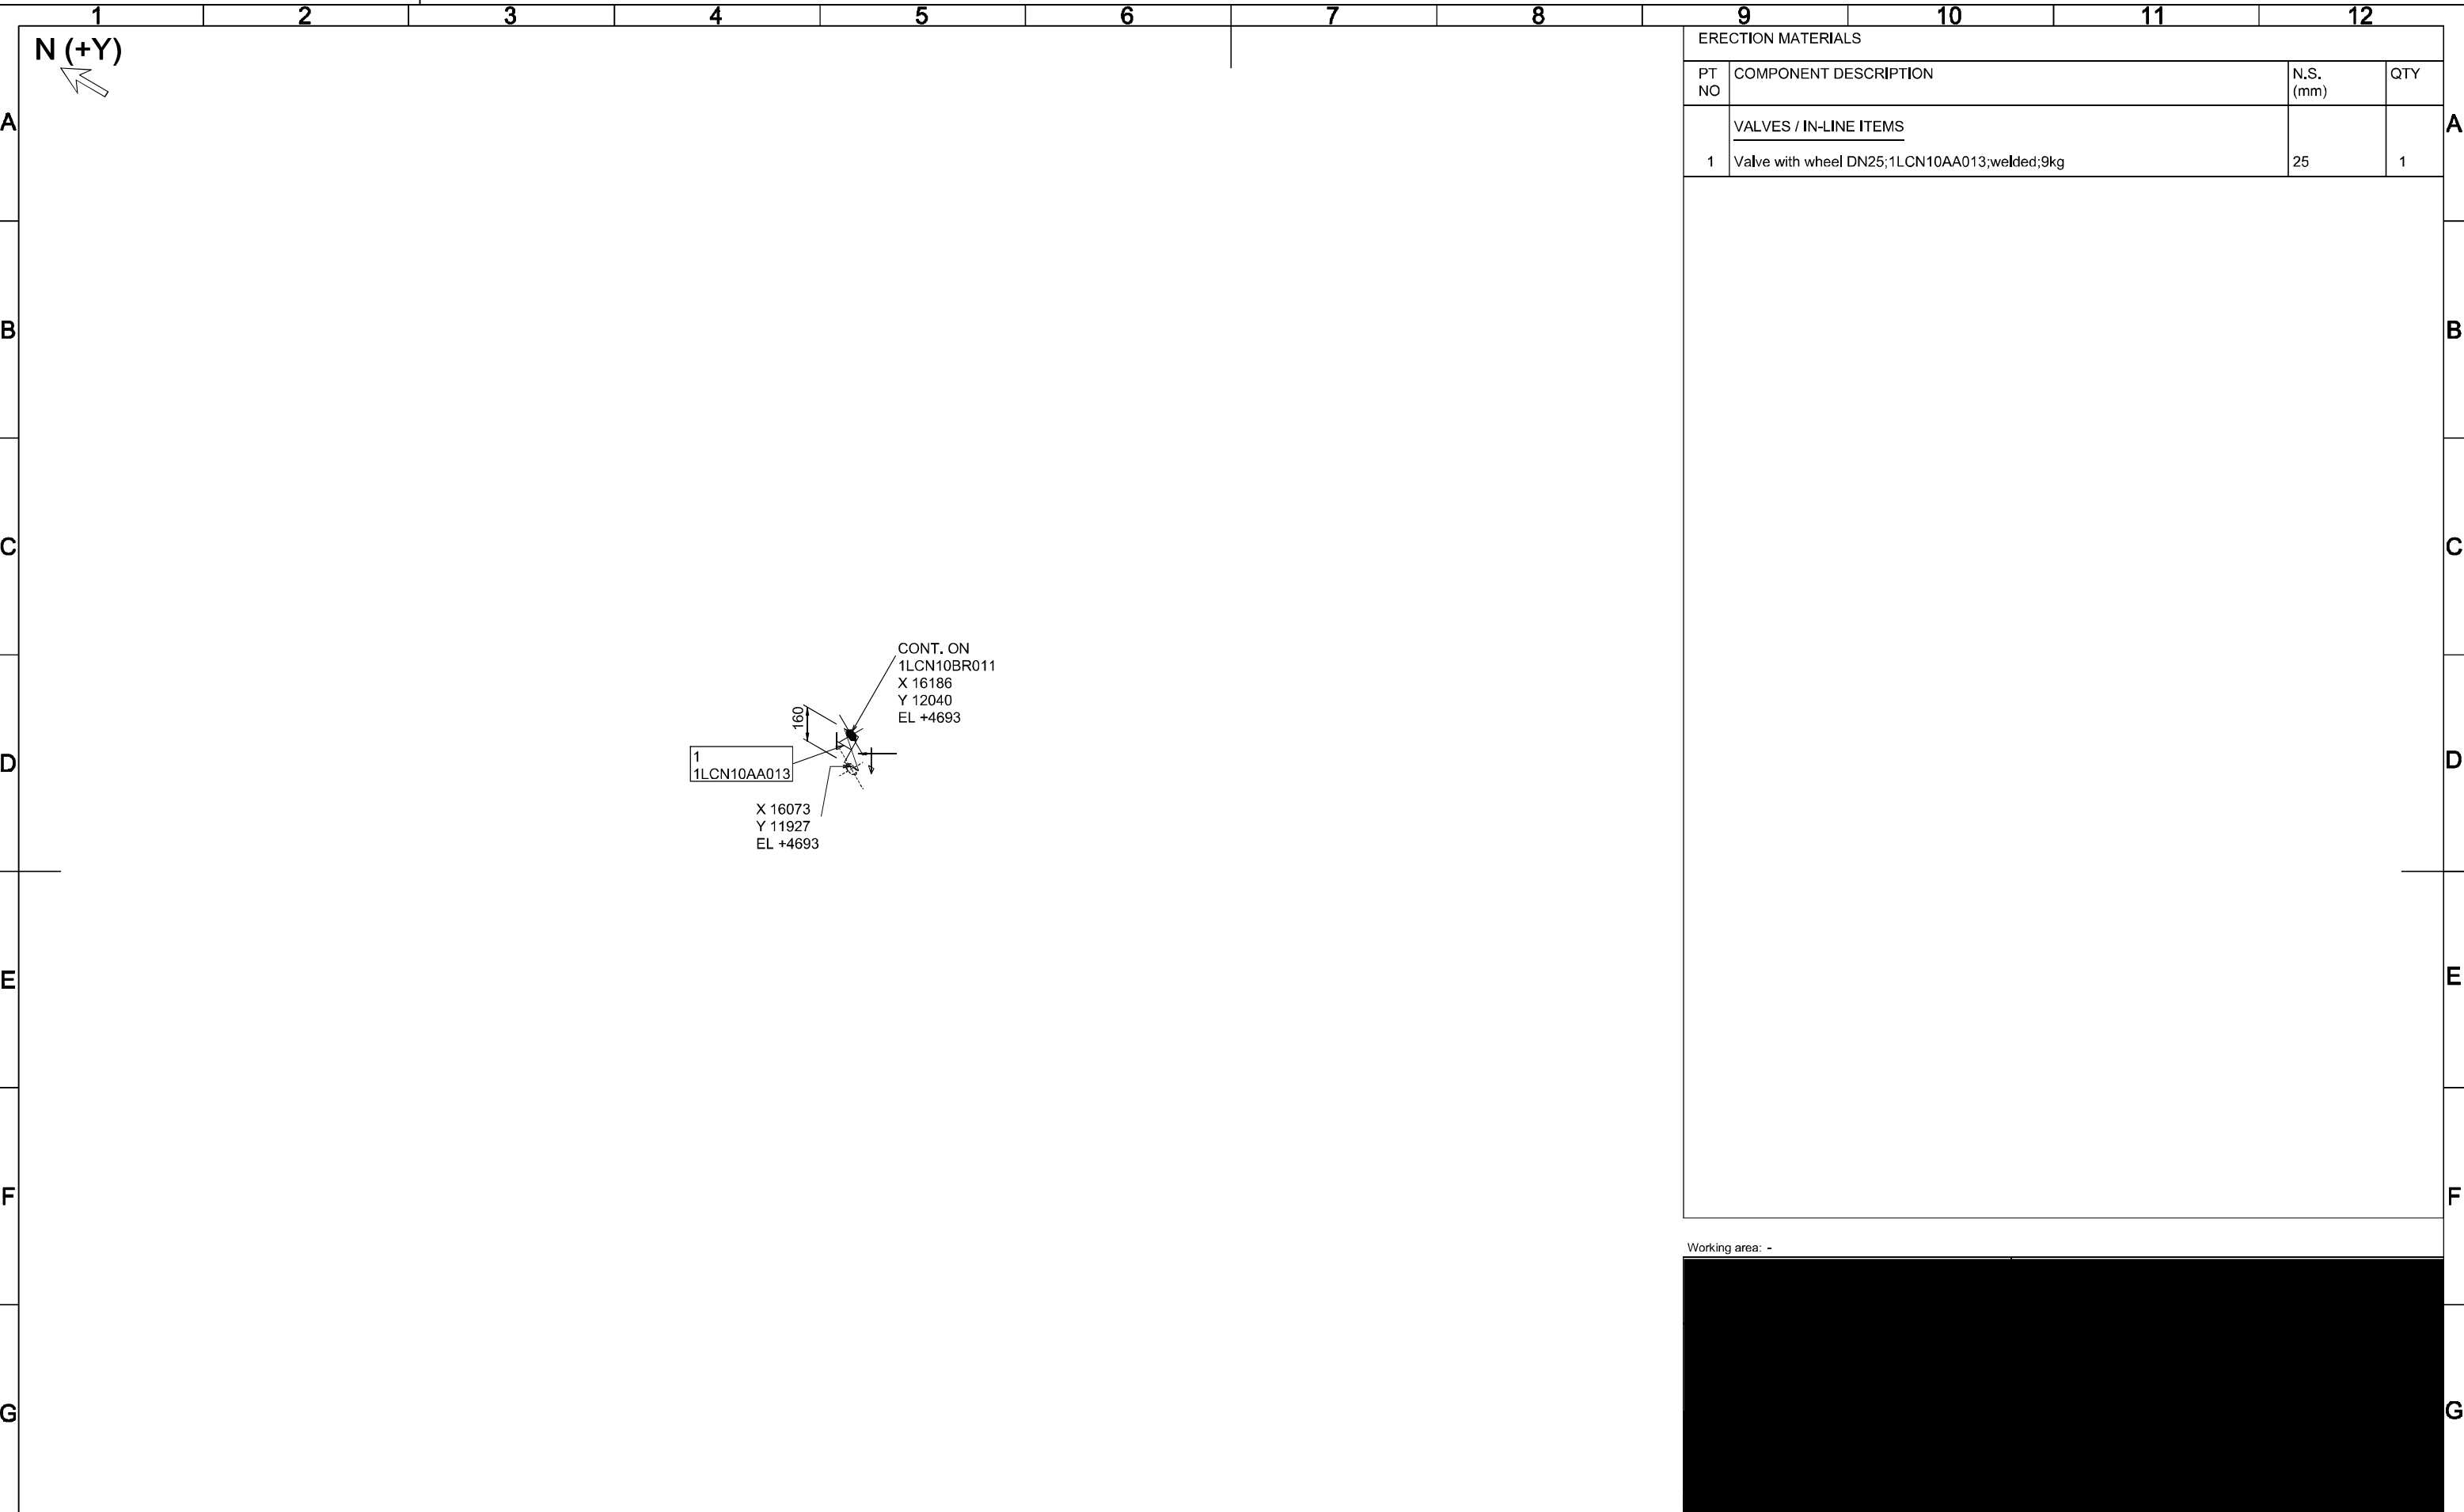 1 2 3 4 5 6 7 8 9 10 11 12
N (+Y)
ERECTION MATERIALS
PT NO COMPONENT DESCRIPTION N.S. (mm) QTY
VALVES / IN-LINE ITEMS
1 Valve with wheel DN25;1LCN10AA013;welded;9kg 25 1
A A
B B
C C
CONT. ON
1LCN10BR011
X 16186
Y 12040
EL +4693
160
1
1LCN10AA013
D D
X 16073
Y 11927
EL +4693
E E
F F
Working area: -
G G